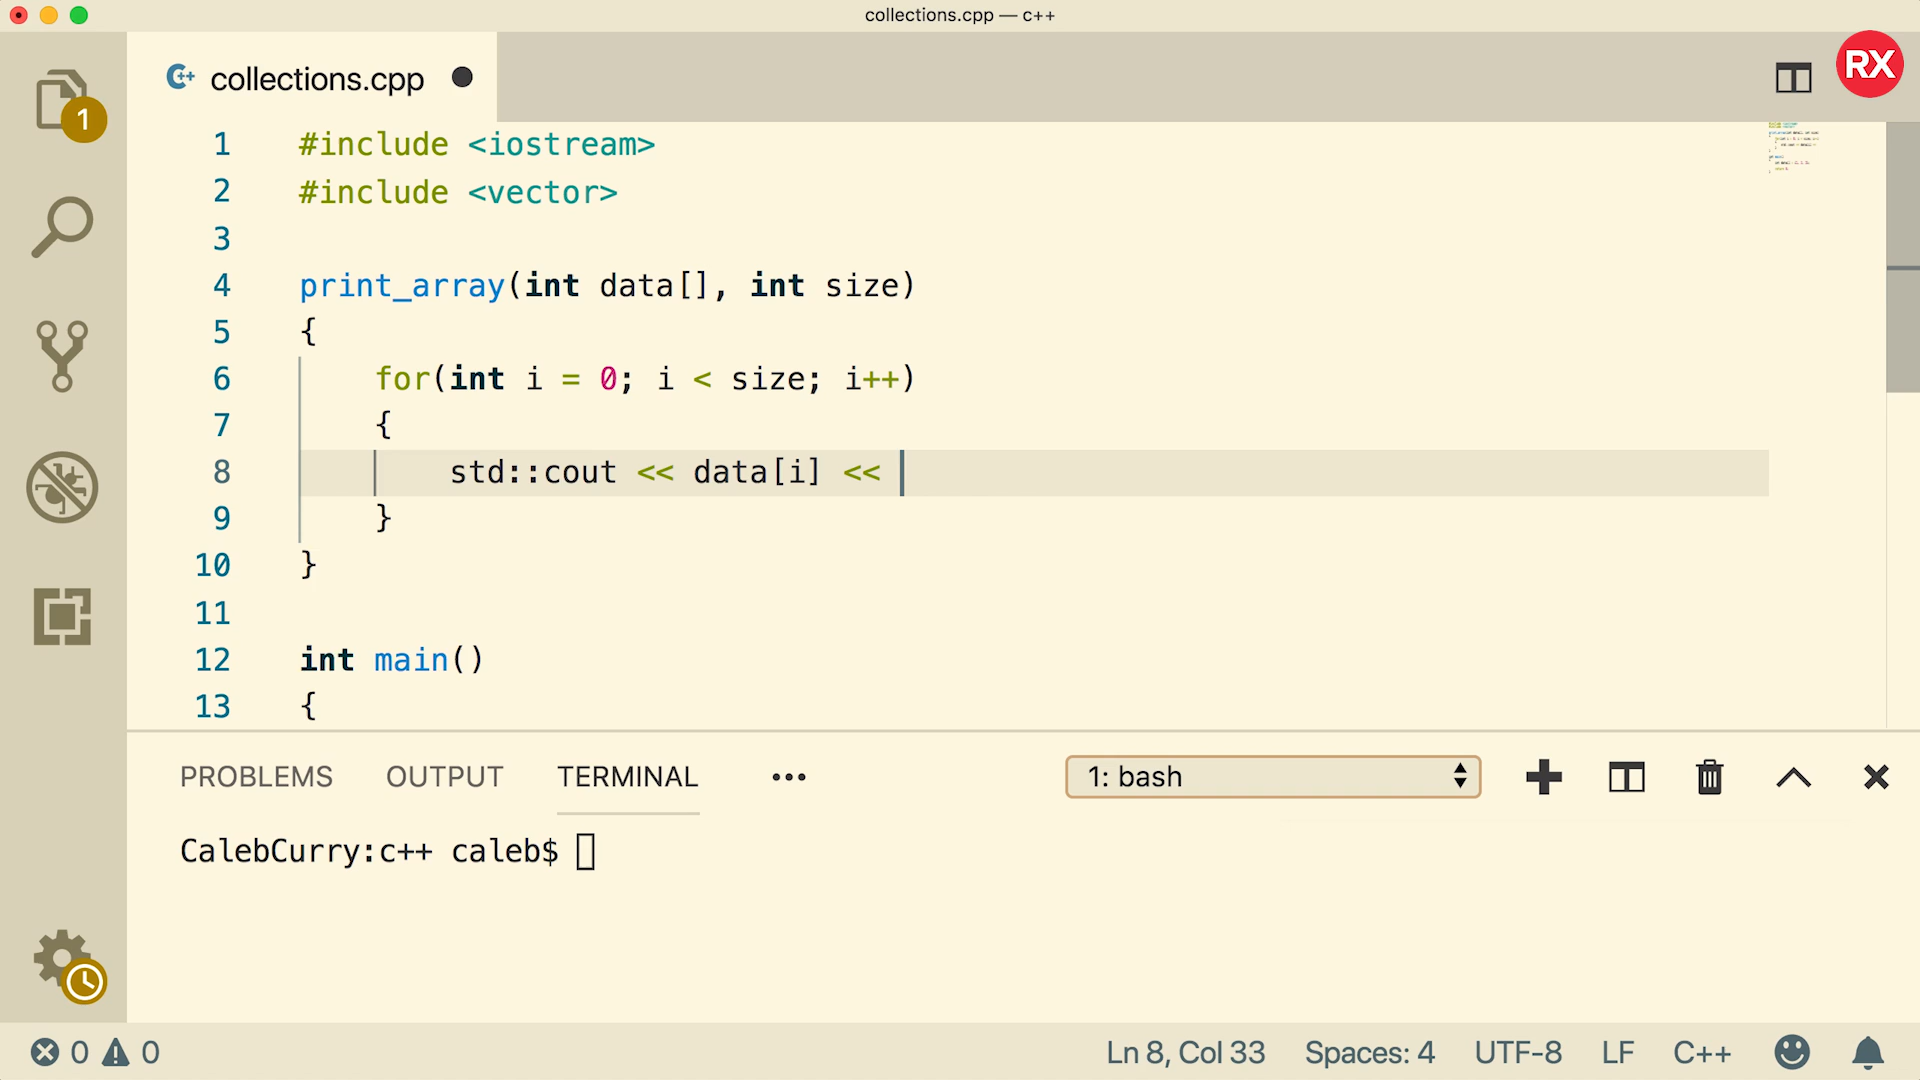 collections.cpp — c++
collections.cpp
RX
1
1 #include <iostream>
2 #include <vector>
3
4 print_array(int data[], int size)
5 {
6 for(int i = 0; i < size; i++)
7 {
8 std::cout << data[i] <<
9 }
10 }
11
12 int main()
13 {
PROBLEMS OUTPUT TERMINAL ••• 1: bash
CalebCurry:c++ caleb$
0 0 Ln 8, Col 33 Spaces: 4 UTF-8 LF C++